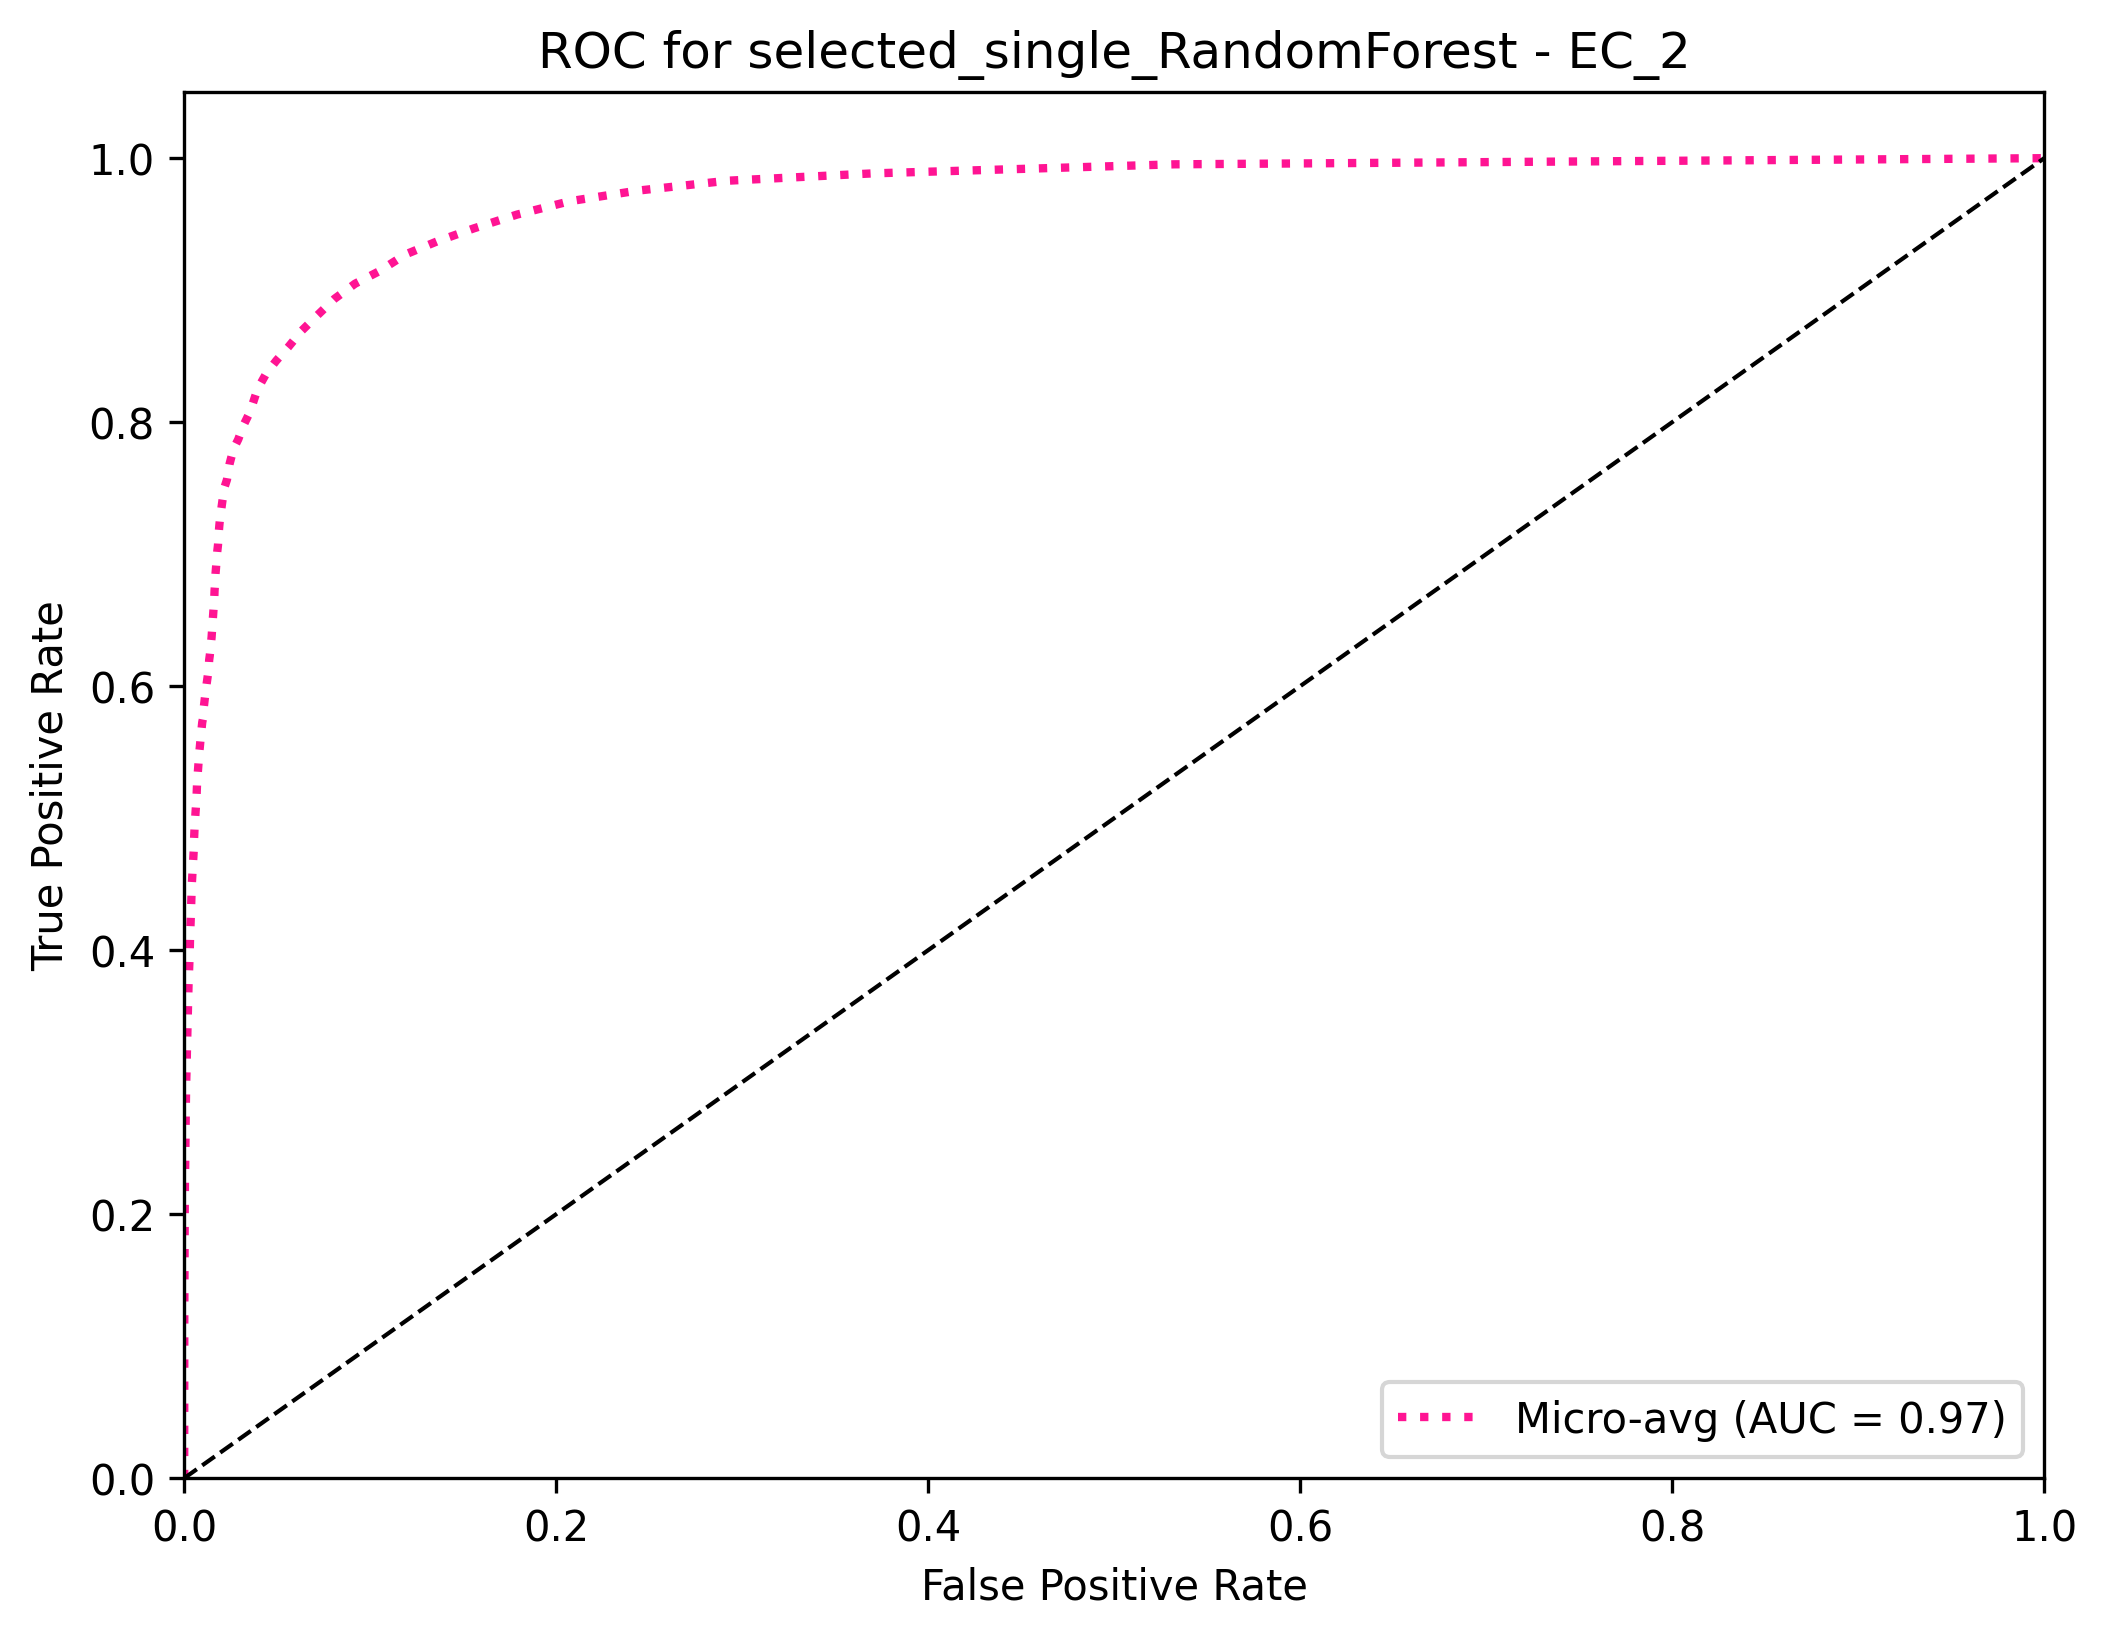 ROC for selected_single_RandomForest - EC_2
1.0
0.8
0.6
0.4
0.2
0.0
True Positive Rate
Micro-avg (AUC = 0.97)
0.0 0.2 0.4 0.6 0.8 1.0
False Positive Rate